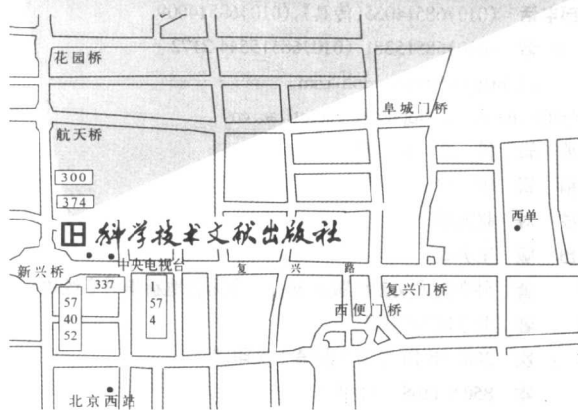 花园桥
阜城门桥
航天桥
300
374
西单
科学技术文献出版社
中央电视台
复兴路
新兴桥
337
复兴门桥
57
40
52
1
57
4
西便门桥
北京西站